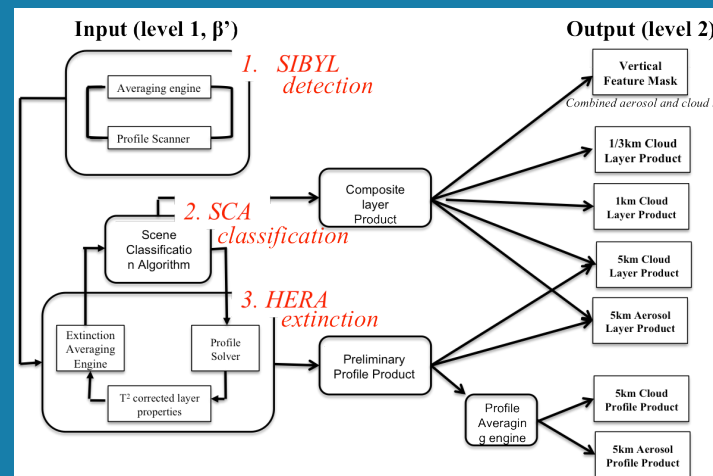 Input (level 1, β’)
Output (level 2)
1. SIBYL
detection
Averaging engine
Profile Scanner
Vertical
Feature Mask
Combined aerosol and cloud
1/3km Cloud
Layer Product
1km Cloud
Layer Product
5km Cloud
Layer Product
5km Aerosol
Layer Product
Composite
layer
Product
2. SCA
classification
Scene
Classificatio
n Algorithm
3. HERA
extinction
Extinction
Averaging
Engine
Profile
Solver
T² corrected layer
properties
Preliminary
Profile Product
Profile
Averagin
g engine
5km Cloud
Profile Product
5km Aerosol
Profile Product